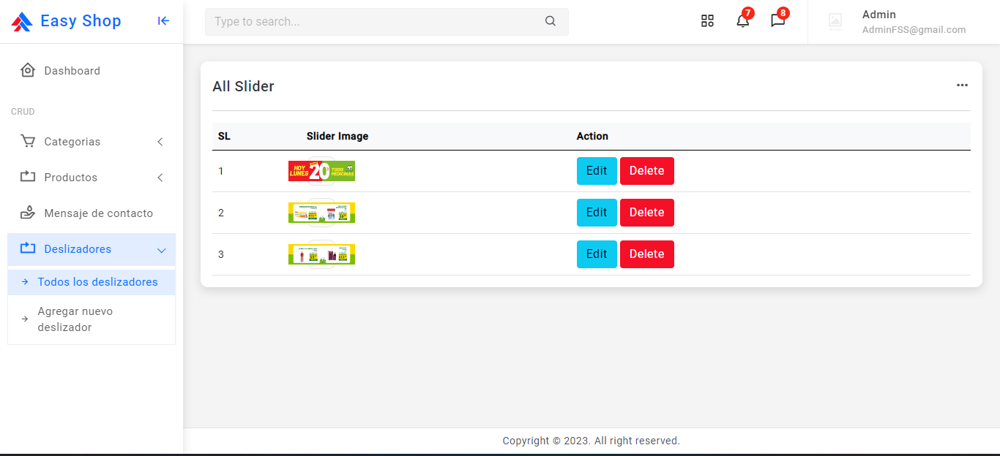 Easy Shop
Type to search...
7
8
Admin
AdminFSS@gmail.com
Dashboard
CRUD
Categorias
Productos
Mensaje de contacto
Deslizadores
Todos los deslizadores
Agregar nuevo
deslizador
All Slider
SL Slider Image Action
1
HOY
LUNES
20
TODO
MEDICINAS
Edit Delete
2 Edit Delete
3 Edit Delete
Copyright © 2023. All right reserved.